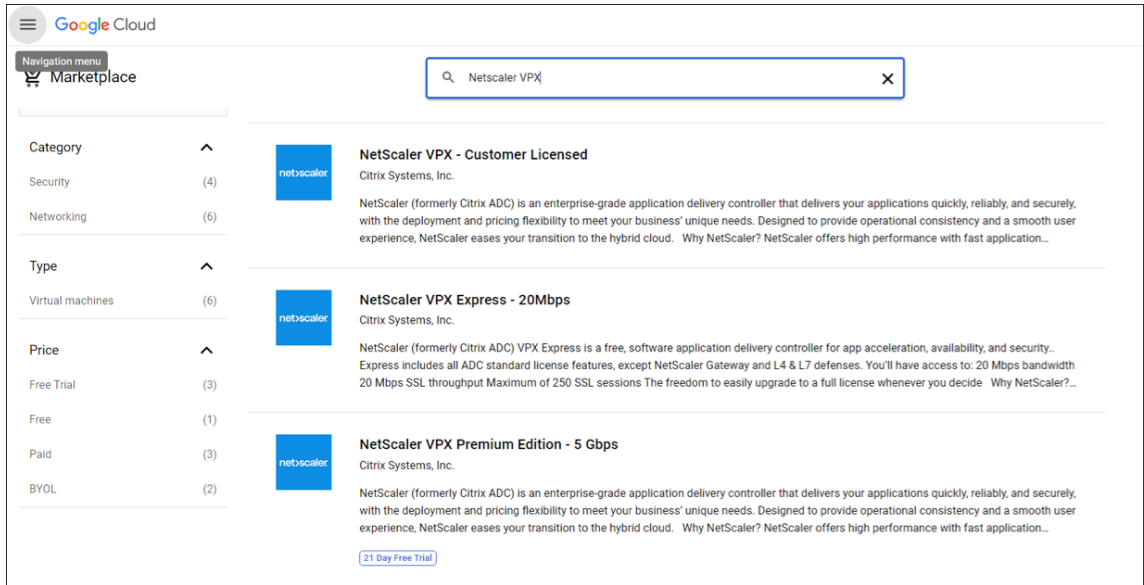 Google Cloud
Navigation menu
Marketplace
Netscaler VPX
Category
Security (4)
Networking (6)
Type
Virtual machines (6)
Price
Free Trial (3)
Free (1)
Paid (3)
BYOL (2)
netscaler
NetScaler VPX - Customer Licensed
Citrix Systems, Inc.
NetScaler (formerly Citrix ADC) is an enterprise-grade application delivery controller that delivers your applications quickly, reliably, and securely,
with the deployment and pricing flexibility to meet your business' unique needs. Designed to provide operational consistency and a smooth user
experience, NetScaler eases your transition to the hybrid cloud. Why NetScaler? NetScaler offers high performance with fast application...
netscaler
NetScaler VPX Express - 20Mbps
Citrix Systems, Inc.
NetScaler (formerly Citrix ADC) VPX Express is a free, software application delivery controller for app acceleration, availability, and security..
Express includes all ADC standard license features, except NetScaler Gateway and L4 & L7 defenses. You'll have access to: 20 Mbps bandwidth
20 Mbps SSL throughput Maximum of 250 SSL sessions The freedom to easily upgrade to a full license whenever you decide Why NetScaler?...
netscaler
NetScaler VPX Premium Edition - 5 Gbps
Citrix Systems, Inc.
NetScaler (formerly Citrix ADC) is an enterprise-grade application delivery controller that delivers your applications quickly, reliably, and securely,
with the deployment and pricing flexibility to meet your business' unique needs. Designed to provide operational consistency and a smooth user
experience, NetScaler eases your transition to the hybrid cloud. Why NetScaler? NetScaler offers high performance with fast application...
21 Day Free Trial